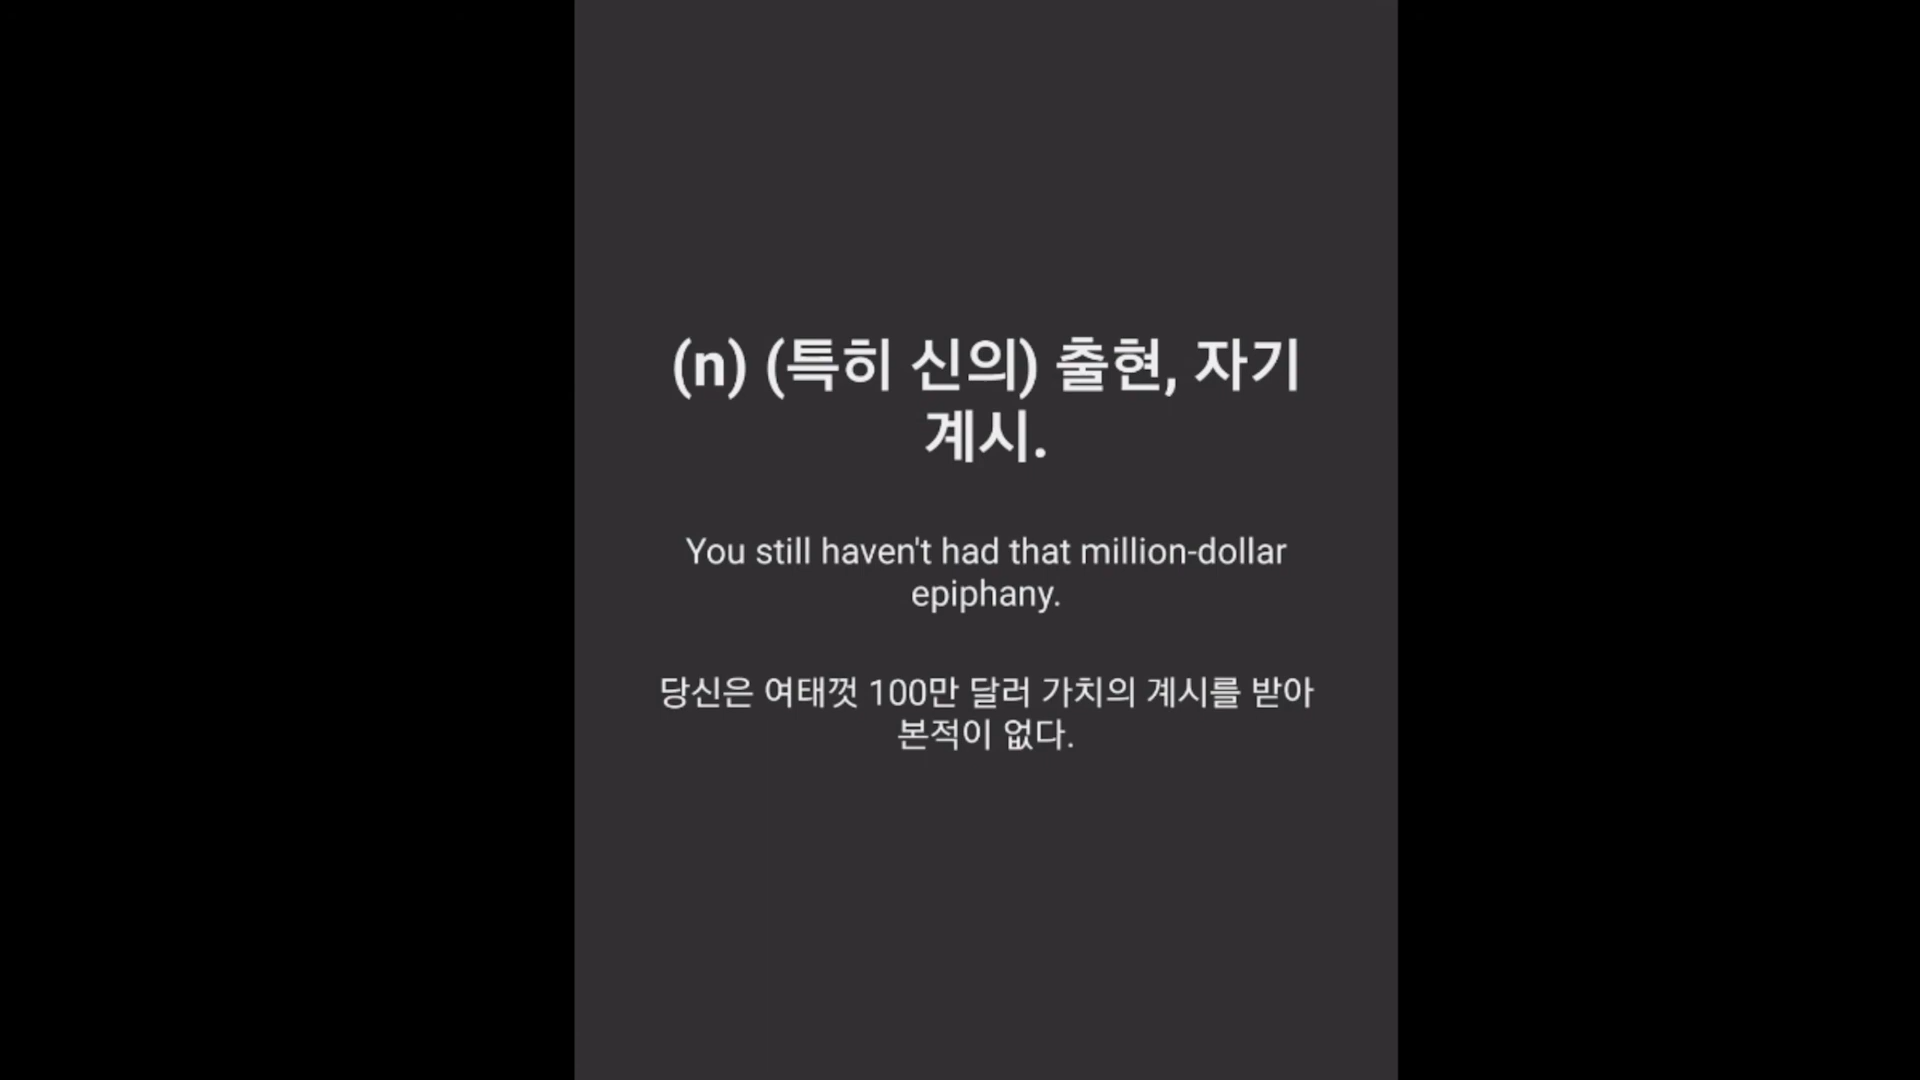 (n) (특히 신의) 출현, 자기
계시.
You still haven't had that million-dollar
epiphany.
당신은 여태껏 100만 달러 가치의 계시를 받아
본적이 없다.